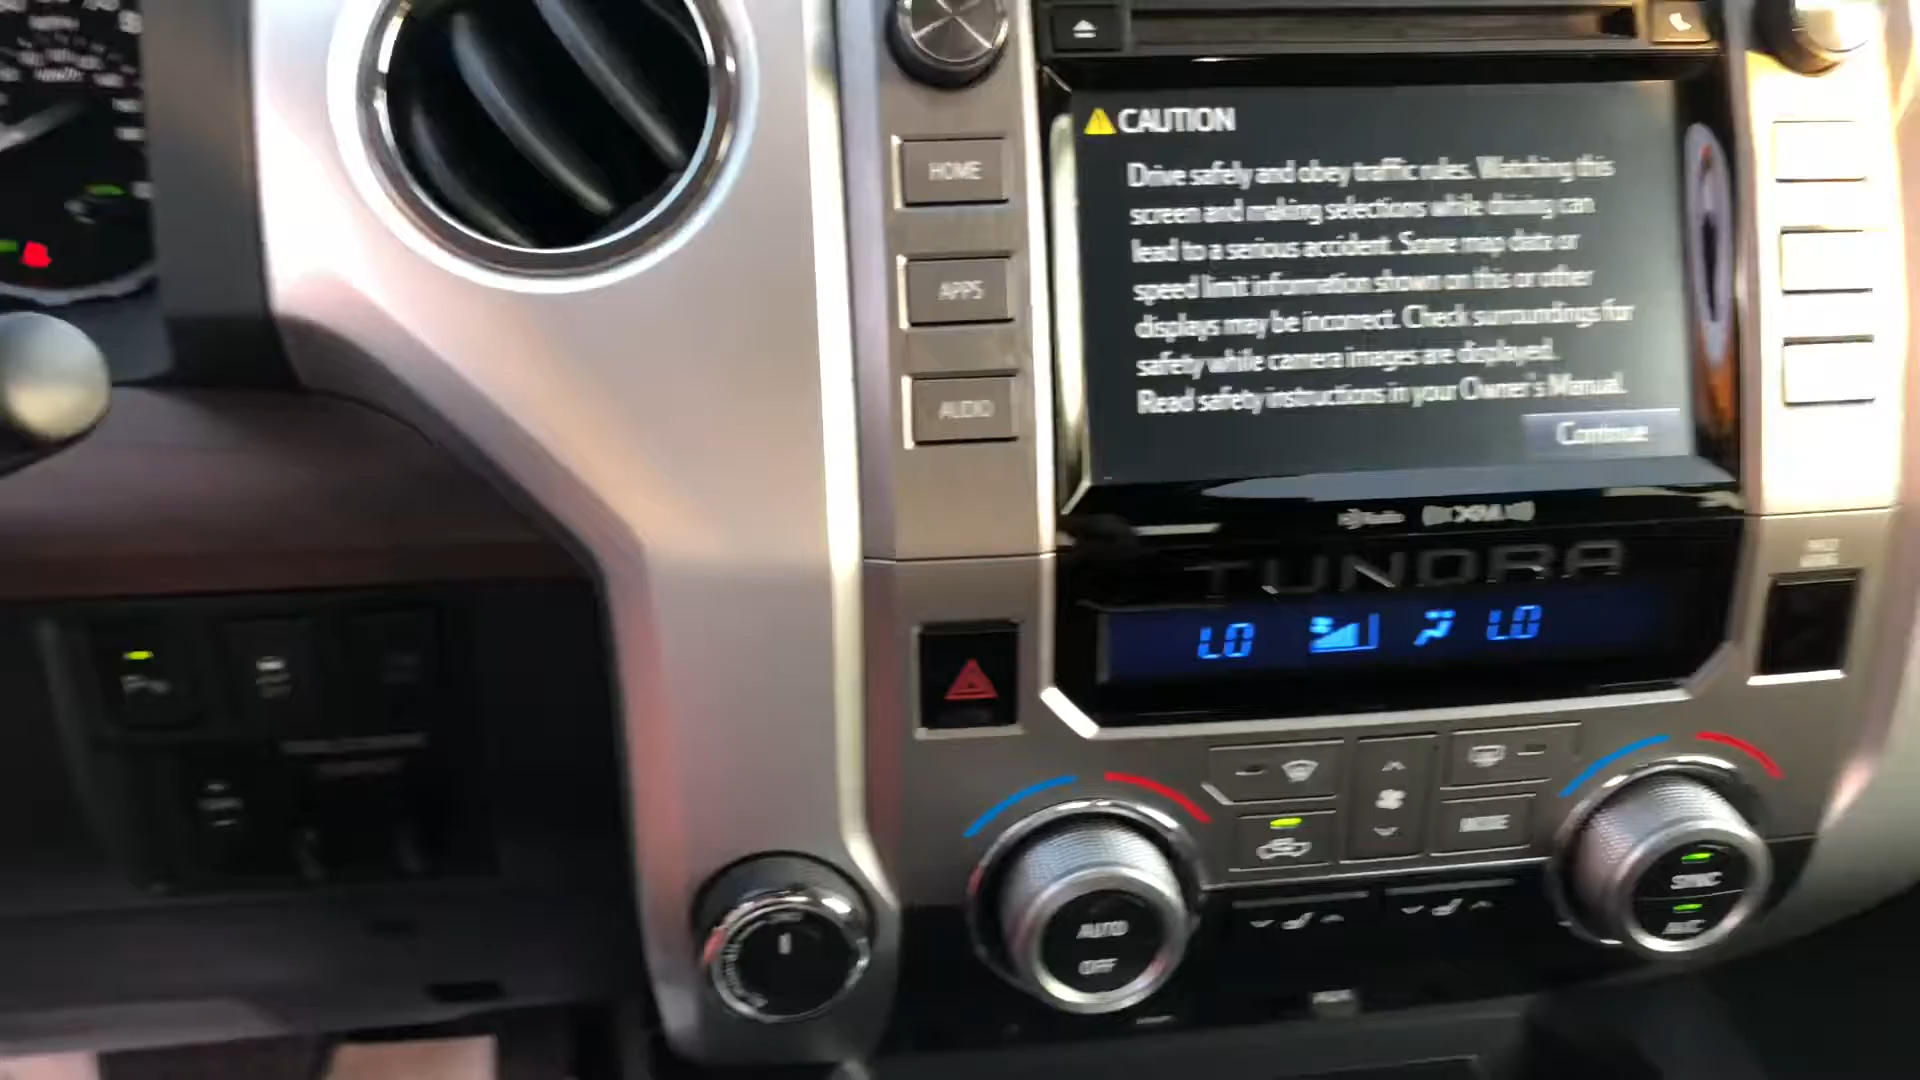 CAUTION
Drive safely and obey traffic rules. Watching this
screen and making selections while driving can
lead to a serious accident. Some map data or
speed limit information shown on this or other
displays may be incorrect. Check surroundings for
safety while camera images are displayed.
Read safety instructions in your Owner's Manual.
Continue
HOME
APPS
AUDIO
((XM))
TUNDRA
LO LO
MODE
AUTO
OFF
SYNC
A/C